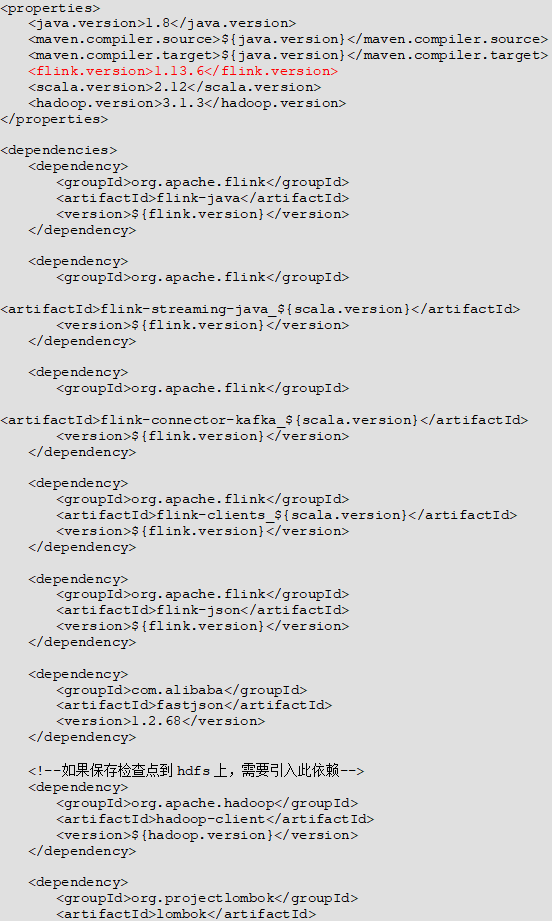 <properties>
<java.version>1.8</java.version>
<maven.compiler.source>${java.version}</maven.compiler.source>
<maven.compiler.target>${java.version}</maven.compiler.target>
<flink.version>1.13.6</flink.version>
<scala.version>2.12</scala.version>
<hadoop.version>3.1.3</hadoop.version>
</properties>
<dependencies>
<dependency>
<groupId>org.apache.flink</groupId>
<artifactId>flink-java</artifactId>
<version>${flink.version}</version>
</dependency>
<dependency>
<groupId>org.apache.flink</groupId>
<artifactId>flink-streaming-java_${scala.version}</artifactId>
<version>${flink.version}</version>
</dependency>
<dependency>
<groupId>org.apache.flink</groupId>
<artifactId>flink-connector-kafka_${scala.version}</artifactId>
<version>${flink.version}</version>
</dependency>
<dependency>
<groupId>org.apache.flink</groupId>
<artifactId>flink-clients_${scala.version}</artifactId>
<version>${flink.version}</version>
</dependency>
<dependency>
<groupId>org.apache.flink</groupId>
<artifactId>flink-json</artifactId>
<version>${flink.version}</version>
</dependency>
<dependency>
<groupId>com.alibaba</groupId>
<artifactId>fastjson</artifactId>
<version>1.2.68</version>
</dependency>
<!--如果保存检查点到 hdfs 上，需要引入此依赖-->
<dependency>
<groupId>org.apache.hadoop</groupId>
<artifactId>hadoop-client</artifactId>
<version>${hadoop.version}</version>
</dependency>
<dependency>
<groupId>org.projectlombok</groupId>
<artifactId>lombok</artifactId>